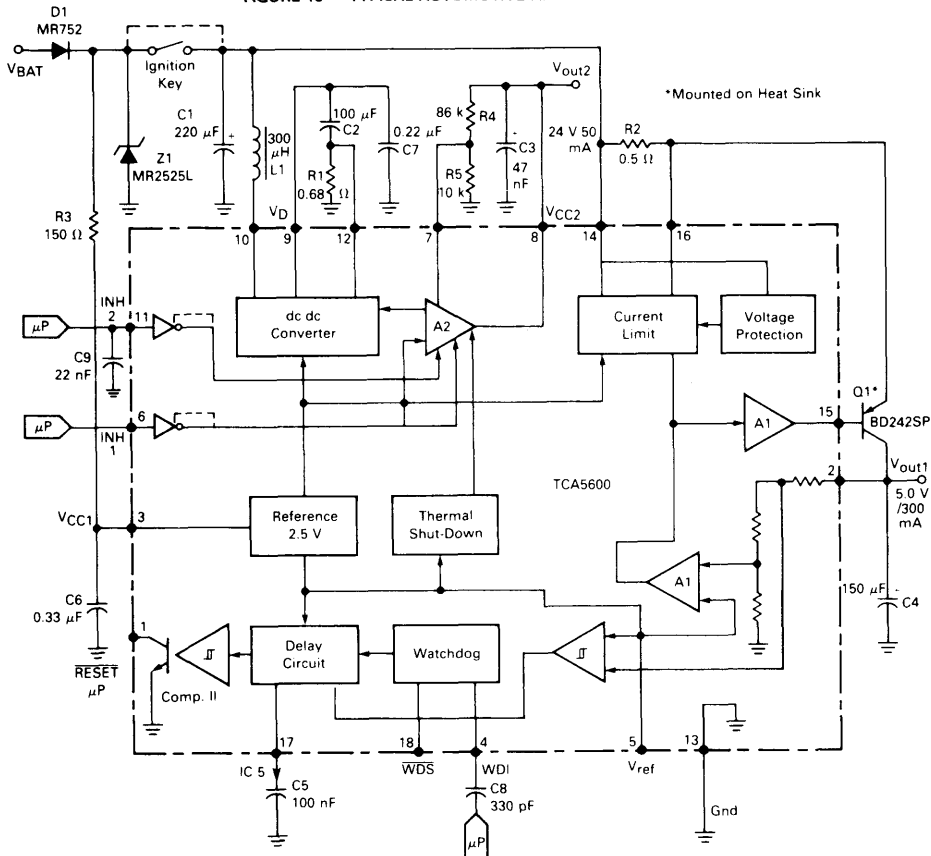 D1
MR752
VBAT
Ignition
Key
C1
220 µF
+
Z1
MR2525L
300
µH
L1
100 µF
C2
0.22 µF
C7
R1
0.68 Ω
86 k
R4
R5
10 k
C3
47
nF
Vout2
*Mounted on Heat Sink
24 V 50
mA
R2
0.5 Ω
R3
150 Ω
VD
VCC2
10
9
12
7
8
14
16
INH
2
11
µP
C9
22 nF
dc dc
Converter
A2
Current
Limit
Voltage
Protection
µP
6
INH
1
A1
15
Q1*
BD242SP
TCA5600
2
Vout1
5.0 V
/300
mA
VCC1
3
Reference
2.5 V
Thermal
Shut-Down
A1
150 µF
C4
C6
0.33 µF
1
RESET
µP
Comp. II
Delay
Circuit
Watchdog
17
18
4
5
13
IC 5
WDS
WDI
Vref
C5
100 nF
C8
330 pF
Gnd
µP